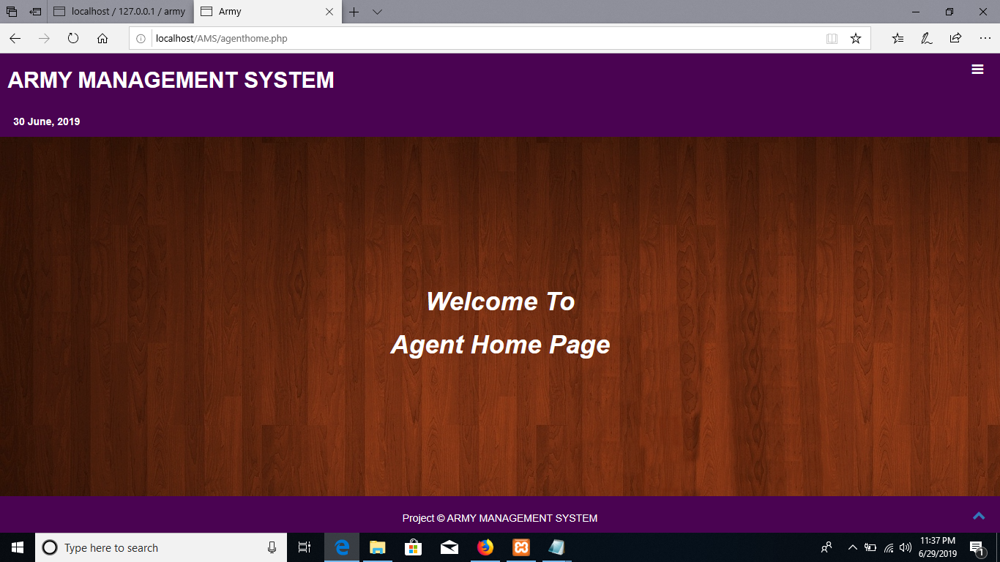 localhost / 127.0.0.1 / army
Army
localhost/AMS/agenthome.php
ARMY MANAGEMENT SYSTEM
30 June, 2019
Welcome To
Agent Home Page
Project © ARMY MANAGEMENT SYSTEM
Type here to search
11:37 PM
6/29/2019
1